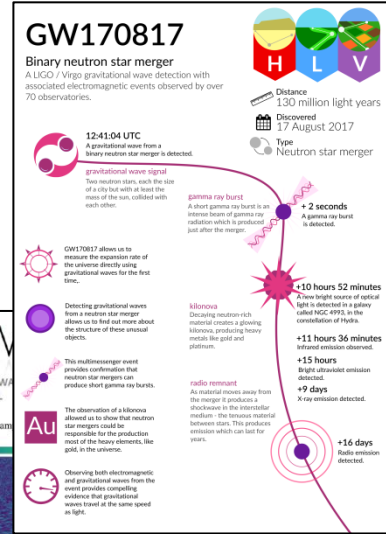 GW170817
Binary neutron star merger
A LIGO / Virgo gravitational wave detection with
associated electromagnetic events observed by over
70 observatories.
H L V
Distance
130 million light years
Discovered
17 August 2017
Type
Neutron star merger
12:41:04 UTC
A gravitational wave from a
binary neutron star merger is detected.
gravitational wave signal
Two neutron stars, each the size
of a city but with at least the
mass of the sun, collided with
each other.
gamma ray burst
A short gamma ray burst is an
intense beam of gamma ray
radiation which is produced
just after the merger.
+ 2 seconds
A gamma ray burst
is detected.
GW170817 allows us to
measure the expansion rate of
the universe directly using
gravitational waves for the first
time,.
Detecting gravitational waves
from a neutron star merger
allows us to find out more about
the structure of these unusual
objects.
This multimessenger event
provides confirmation that
neutron star mergers can
produce short gamma ray bursts.
Au
The observation of a kilonova
allowed us to show that neutron
star mergers could be
responsible for the production
most of the heavy elements, like
gold, in the universe.
Observing both electromagnetic
and gravitational waves from the
event provides compelling
evidence that gravitational
waves travel at the same speed
as light.
kilonova
Decaying neutron-rich
material creates a glowing
kilonova, producing heavy
metals like gold and
platinum.
+10 hours 52 minutes
A new bright source of optical
light is detected in a galaxy
called NGC 4993, in the
constellation of Hydra.
+11 hours 36 minutes
Infrared emission observed.
+15 hours
Bright ultraviolet emission
detected.
+9 days
X-ray emission detected.
radio remnant
As material moves away from
the merger it produces a
shockwave in the interstellar
medium - the tenuous material
between stars. This produces
emission which can last for
years.
+16 days
Radio emission
detected.